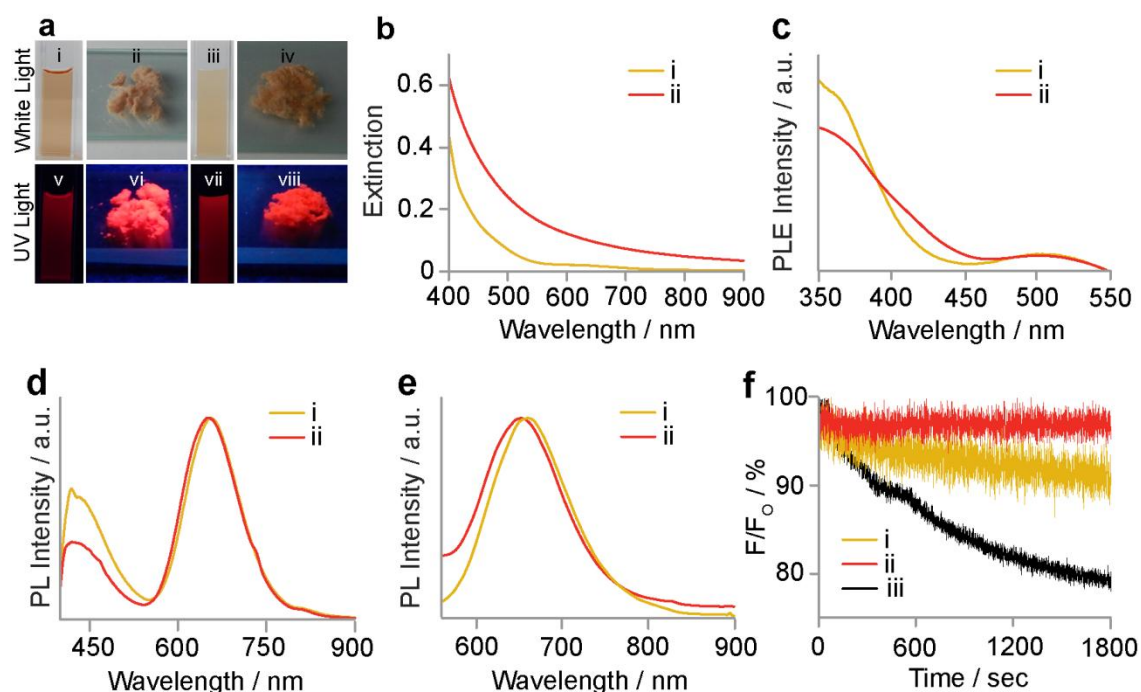 a
i
ii
iii
iv
White Light
v
vi
vii
viii
UV Light
b
i
ii
0.6
0.4
0.2
0
Extinction
400 500 600 700 800 900
Wavelength / nm
c
i
ii
PLE Intensity / a.u.
350 400 450 500 550
Wavelength / nm
d
i
ii
PL Intensity / a.u.
450 600 750 900
Wavelength / nm
e
i
ii
PL Intensity / a.u.
600 700 800 900
Wavelength / nm
f
100
90
80
F/F_O / %
i
ii
iii
0 600 1200 1800
Time / sec